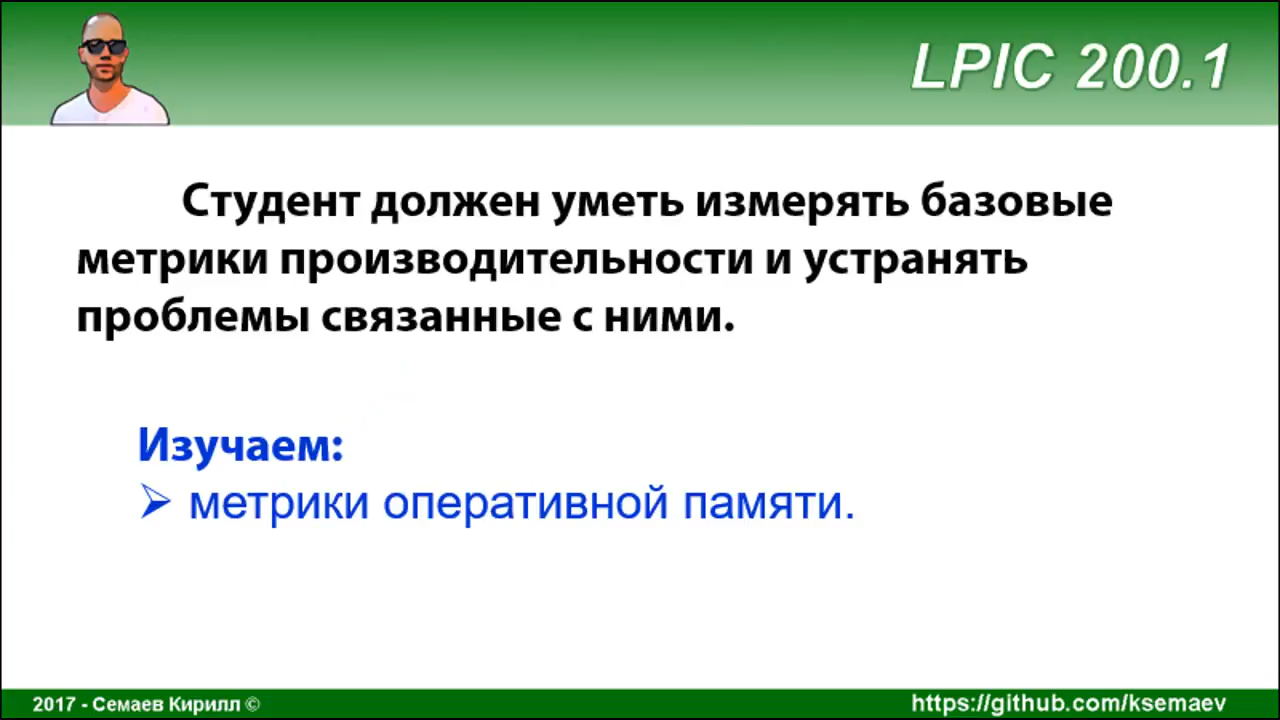 LPIC 200.1
Студент должен уметь измерять базовые
метрики производительности и устранять
проблемы связанные с ними.
Изучаем:
➢ метрики оперативной памяти.
2017 - Семаев Кирилл © https://github.com/ksemaev